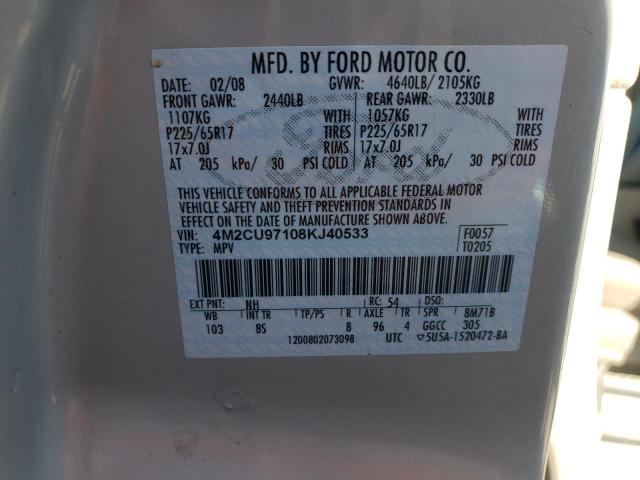 MFD. BY FORD MOTOR CO.
DATE: 02/08 GVWR: 4640LB/ 2105KG
FRONT GAWR: 2440LB REAR GAWR: 2330LB
1107KG WITH 1057KG WITH
P225/65R17 TIRES P225/65R17 TIRES
17x7.0J RIMS 17x7.0J RIMS
AT 205 kPa/ 30 PSI COLD AT 205 kPa/ 30 PSI COLD
THIS VEHICLE CONFORMS TO ALL APPLICABLE FEDERAL MOTOR
VEHICLE SAFETY AND THEFT PREVENTION STANDARDS IN
EFFECT ON THE DATE OF MANUFACTURE SHOWN ABOVE.
VIN: 4M2CU97108KJ40533 F0057
TYPE: MPV T0205
EXT PNT: NH RC: 54 DSO:
WB INT TR TP/PS R AXLE TR SPR 8M71B
103 8S 8 96 4 GGCC 305
1200802073098 UTC ▽5U5A-1520472-BA
Ford